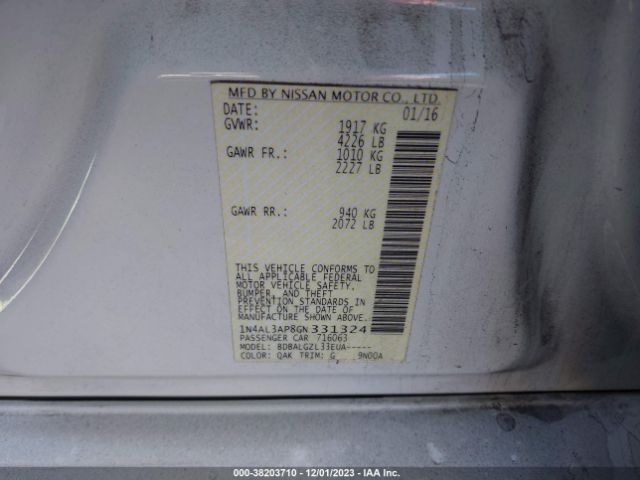 MFD BY NISSAN MOTOR CO., LTD.
DATE: 01/16
GVWR: 1917 KG
4226 LB
GAWR FR.: 1010 KG
2227 LB
GAWR RR.: 940 KG
2072 LB
THIS VEHICLE CONFORMS TO
ALL APPLICABLE FEDERAL
MOTOR VEHICLE SAFETY,
BUMPER, AND THEFT
PREVENTION STANDARDS IN
EFFECT ON THE DATE OF
MANUFACTURE SHOWN ABOVE.
1N4AL3AP8GN331324
PASSENGER CAR 716063
MODEL: BDBALGZL33EUA-----
COLOR: QAK TRIM: G 9N00A
000-38203710 - 12/01/2023 - IAA Inc.